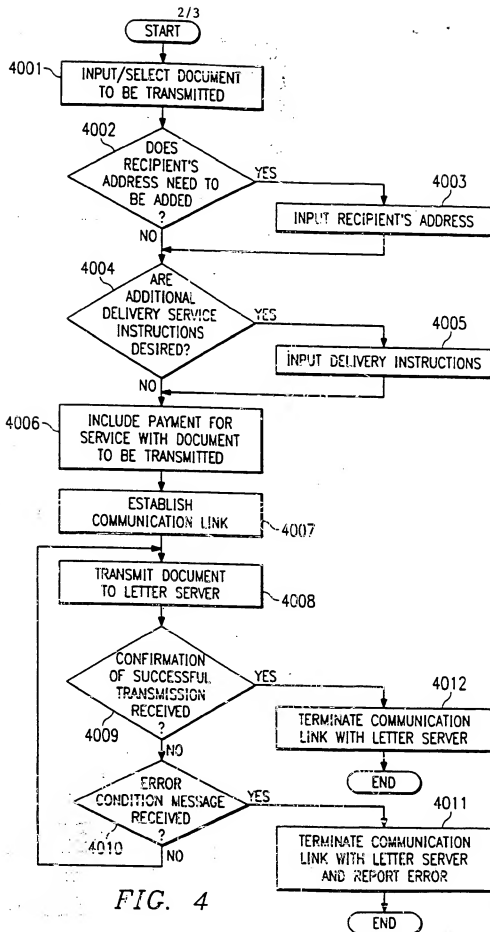 2/3
START
4001
INPUT/SELECT DOCUMENT
TO BE TRANSMITTED
4002
DOES
RECIPIENT'S
ADDRESS NEED TO
BE ADDED
?
YES
NO
4003
INPUT RECIPIENT'S ADDRESS
4004
ARE
ADDITIONAL
DELIVERY SERVICE
INSTRUCTIONS
DESIRED?
YES
NO
4005
INPUT DELIVERY INSTRUCTIONS
4006
INCLUDE PAYMENT FOR
SERVICE WITH DOCUMENT
TO BE TRANSMITTED
ESTABLISH
COMMUNICATION LINK
4007
TRANSMIT DOCUMENT
TO LETTER SERVER
4008
CONFIRMATION
OF SUCCESSFUL
TRANSMISSION
RECEIVED
?
4009
YES
NO
4012
TERMINATE COMMUNICATION
LINK WITH LETTER SERVER
END
ERROR
CONDITION MESSAGE
RECEIVED
?
4010
YES
NO
4011
TERMINATE COMMUNICATION
LINK WITH LETTER SERVER
AND REPORT ERROR
END
FIG. 4